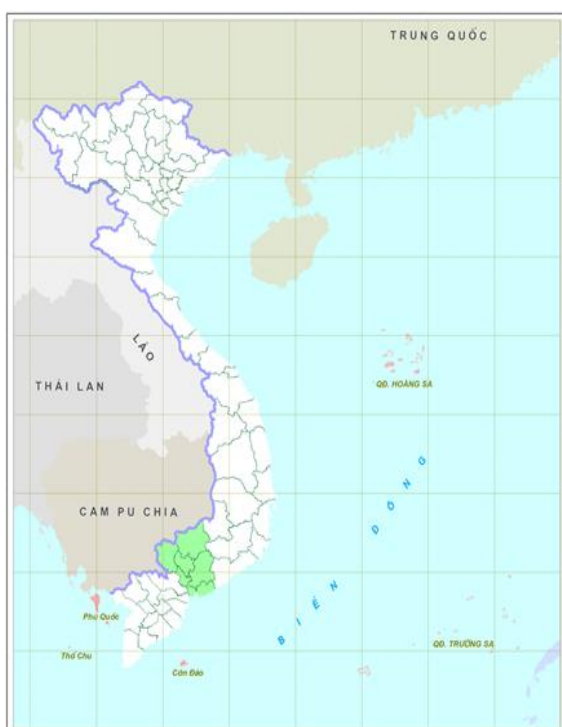 TRUNG QUỐC
LÀO
QĐ. HOÀNG SA
THÁI LAN
BIỂN ĐÔNG
CAM PU CHIA
Phú Quốc
QĐ. TRƯỜNG SA
Thổ Chu
Côn Đảo